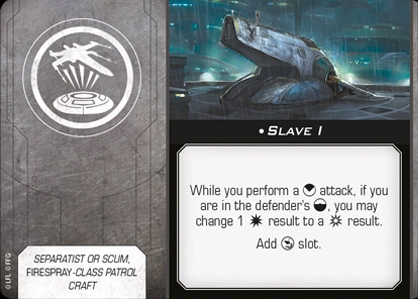 • SLAVE I
While you perform a attack, if you
are in the defender's , you may
change 1 result to a result.
Add slot.
SEPARATIST OR SCUM,
FIRESPRAY-CLASS PATROL
CRAFT
© LFL © FFG